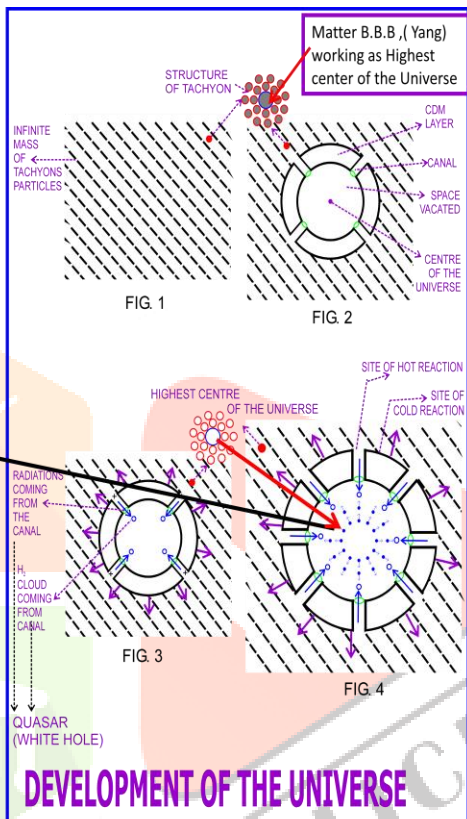 Matter B.B.B ,( Yang)
working as Highest
center of the Universe
STRUCTURE
OF TACHYON
INFINITE
MASS
OF
TACHYONS
PARTICLES
CDM
LAYER
CANAL
SPACE
VACATED
CENTRE
OF THE
UNIVERSE
FIG. 1
FIG. 2
SITE OF HOT REACTION
HIGHEST CENTRE
OF THE UNIVERSE
SITE OF
COLD REACTION
RADIATIONS
COMING
FROM
THE
CANAL
H₂
CLOUD
COMING
FROM
CANAL
FIG. 3
FIG. 4
QUASAR
(WHITE HOLE)
DEVELOPMENT OF THE UNIVERSE